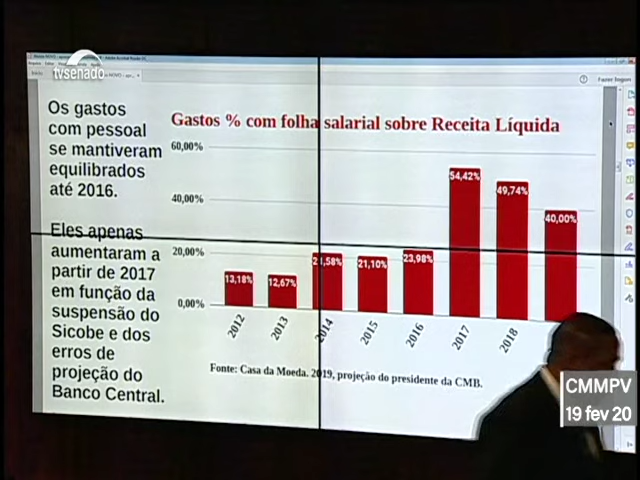 tvsenado
Os gastos
com pessoal
se mantiveram
equilibrados
até 2016.
Eles apenas
aumentaram a
partir de 2017
em função da
suspensão do
Sicobe e dos
erros de
projeção do
Banco Central.
Gastos % com folha salarial sobre Receita Líquida
60,00%
40,00%
20,00%
0,00%
13,18%
12,67%
21,58%
21,10%
23,98%
54,42%
49,74%
40,00%
2012
2013
2014
2015
2016
2017
2018
Fonte: Casa da Moeda. 2019, projeção do presidente da CMB.
CMMPV
19 fev 20